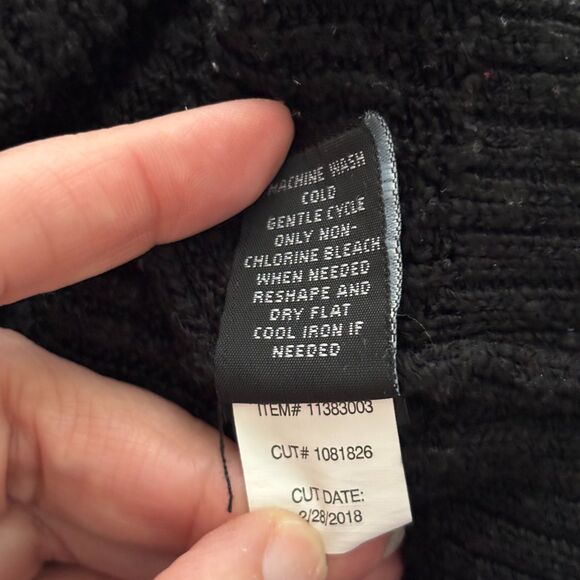 MACHINE WASH
COLD
GENTLE CYCLE
ONLY NON-
CHLORINE BLEACH
WHEN NEEDED
RESHAPE AND
DRY FLAT
COOL IRON IF
NEEDED
ITEM# 11383003
CUT# 1081826
CUT DATE:
2/28/2018